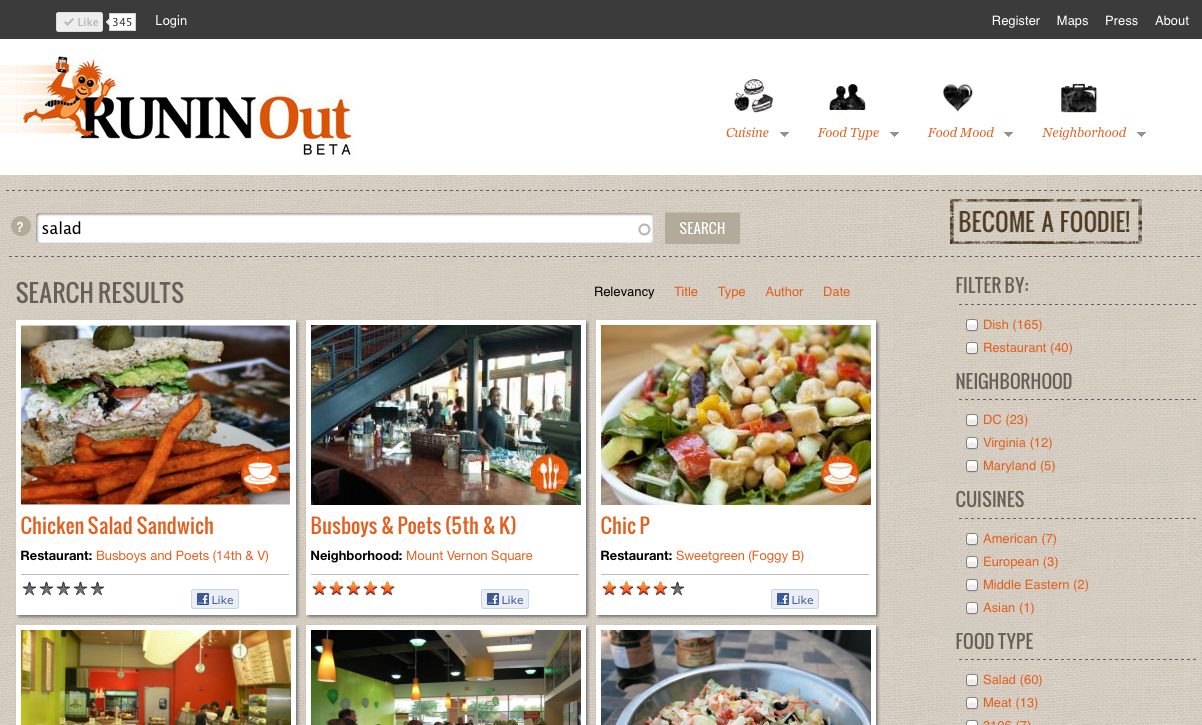 Like 345 Login Register Maps Press About
RUNINOut
BETA
Cuisine Food Type Food Mood Neighborhood
? salad SEARCH BECOME A FOODIE!
SEARCH RESULTS Relevancy Title Type Author Date
Chicken Salad Sandwich
Restaurant: Busboys and Poets (14th & V)
Like
Busboys & Poets (5th & K)
Neighborhood: Mount Vernon Square
Like
Chic P
Restaurant: Sweetgreen (Foggy B)
Like
FILTER BY:
Dish (165)
Restaurant (40)
NEIGHBORHOOD
DC (23)
Virginia (12)
Maryland (5)
CUISINES
American (7)
European (3)
Middle Eastern (2)
Asian (1)
FOOD TYPE
Salad (60)
Meat (13)